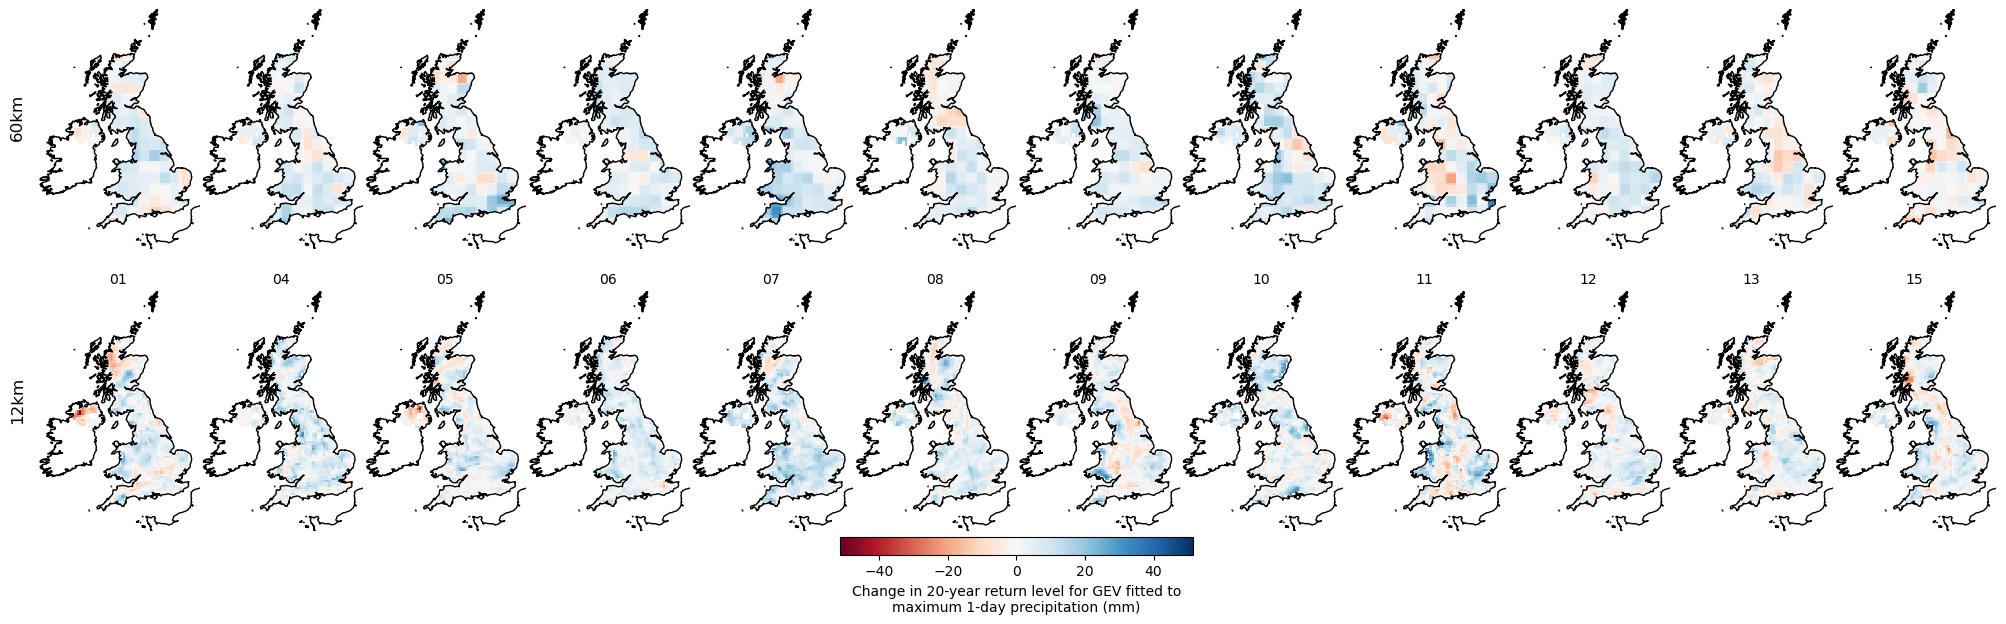 60km
01 04 05 06 07 08 09 10 11 12 13 15
12km
−40 −20 0 20 40
Change in 20-year return level for GEV fitted to
maximum 1-day precipitation (mm)